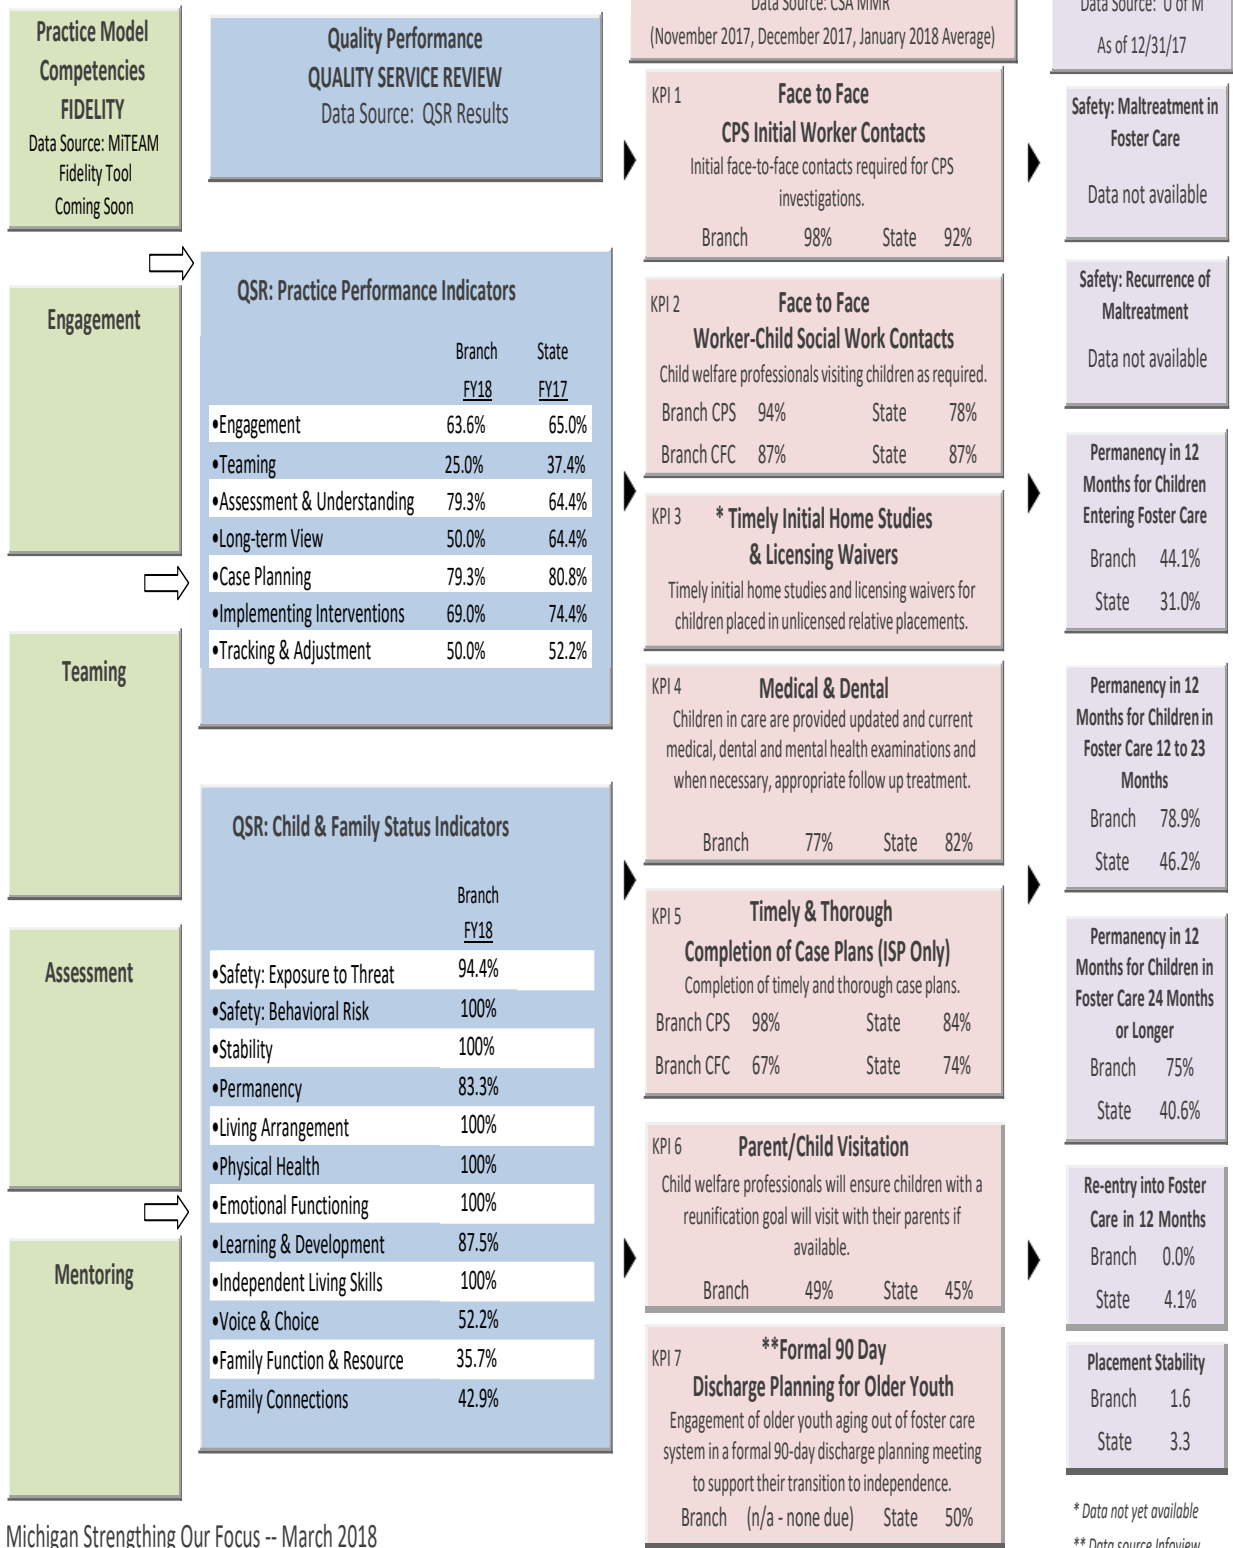 Practice Model
Competencies
FIDELITY
Data Source: MiTEAM
Fidelity Tool
Coming Soon
Engagement
Teaming
Assessment
Mentoring
Quality Performance
QUALITY SERVICE REVIEW
Data Source: QSR Results
QSR: Practice Performance Indicators
Branch State
FY18 FY17
•Engagement 63.6% 65.0%
•Teaming 25.0% 37.4%
•Assessment & Understanding 79.3% 64.4%
•Long-term View 50.0% 64.4%
•Case Planning 79.3% 80.8%
•Implementing Interventions 69.0% 74.4%
•Tracking & Adjustment 50.0% 52.2%
QSR: Child & Family Status Indicators
Branch
FY18
•Safety: Exposure to Threat 94.4%
•Safety: Behavioral Risk 100%
•Stability 100%
•Permanency 83.3%
•Living Arrangement 100%
•Physical Health 100%
•Emotional Functioning 100%
•Learning & Development 87.5%
•Independent Living Skills 100%
•Voice & Choice 52.2%
•Family Function & Resource 35.7%
•Family Connections 42.9%
Data Source: CSA MMR
(November 2017, December 2017, January 2018 Average)
KPI 1 Face to Face
CPS Initial Worker Contacts
Initial face-to-face contacts required for CPS
investigations.
Branch 98% State 92%
KPI 2 Face to Face
Worker-Child Social Work Contacts
Child welfare professionals visiting children as required.
Branch CPS 94% State 78%
Branch CFC 87% State 87%
KPI 3 * Timely Initial Home Studies
& Licensing Waivers
Timely initial home studies and licensing waivers for
children placed in unlicensed relative placements.
KPI 4 Medical & Dental
Children in care are provided updated and current
medical, dental and mental health examinations and
when necessary, appropriate follow up treatment.
Branch 77% State 82%
KPI 5 Timely & Thorough
Completion of Case Plans (ISP Only)
Completion of timely and thorough case plans.
Branch CPS 98% State 84%
Branch CFC 67% State 74%
KPI 6 Parent/Child Visitation
Child welfare professionals will ensure children with a
reunification goal will visit with their parents if
available.
Branch 49% State 45%
KPI 7 **Formal 90 Day
Discharge Planning for Older Youth
Engagement of older youth aging out of foster care
system in a formal 90-day discharge planning meeting
to support their transition to independence.
Branch (n/a - none due) State 50%
Data Source: U of M
As of 12/31/17
Safety: Maltreatment in
Foster Care
Data not available
Safety: Recurrence of
Maltreatment
Data not available
Permanency in 12
Months for Children
Entering Foster Care
Branch 44.1%
State 31.0%
Permanency in 12
Months for Children in
Foster Care 12 to 23
Months
Branch 78.9%
State 46.2%
Permanency in 12
Months for Children in
Foster Care 24 Months
or Longer
Branch 75%
State 40.6%
Re-entry into Foster
Care in 12 Months
Branch 0.0%
State 4.1%
Placement Stability
Branch 1.6
State 3.3
* Data not yet available
** Data source Infoview
Michigan Strengthing Our Focus -- March 2018